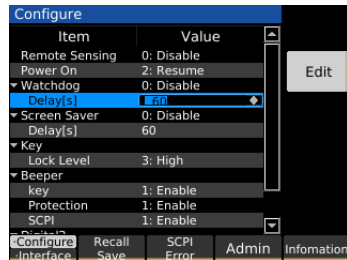 Configure
Item Value
Remote Sensing 0: Disable
Power On 2: Resume
Watchdog 0: Disable
Delay[s] 60
Screen Saver 0: Disable
Delay[s] 60
Key
Lock Level 3: High
Beeper
key 1: Enable
Protection 1: Enable
SCPI 1: Enable
Edit
·Configure Recall SCPI Admin Infomation
·Interface Save Error